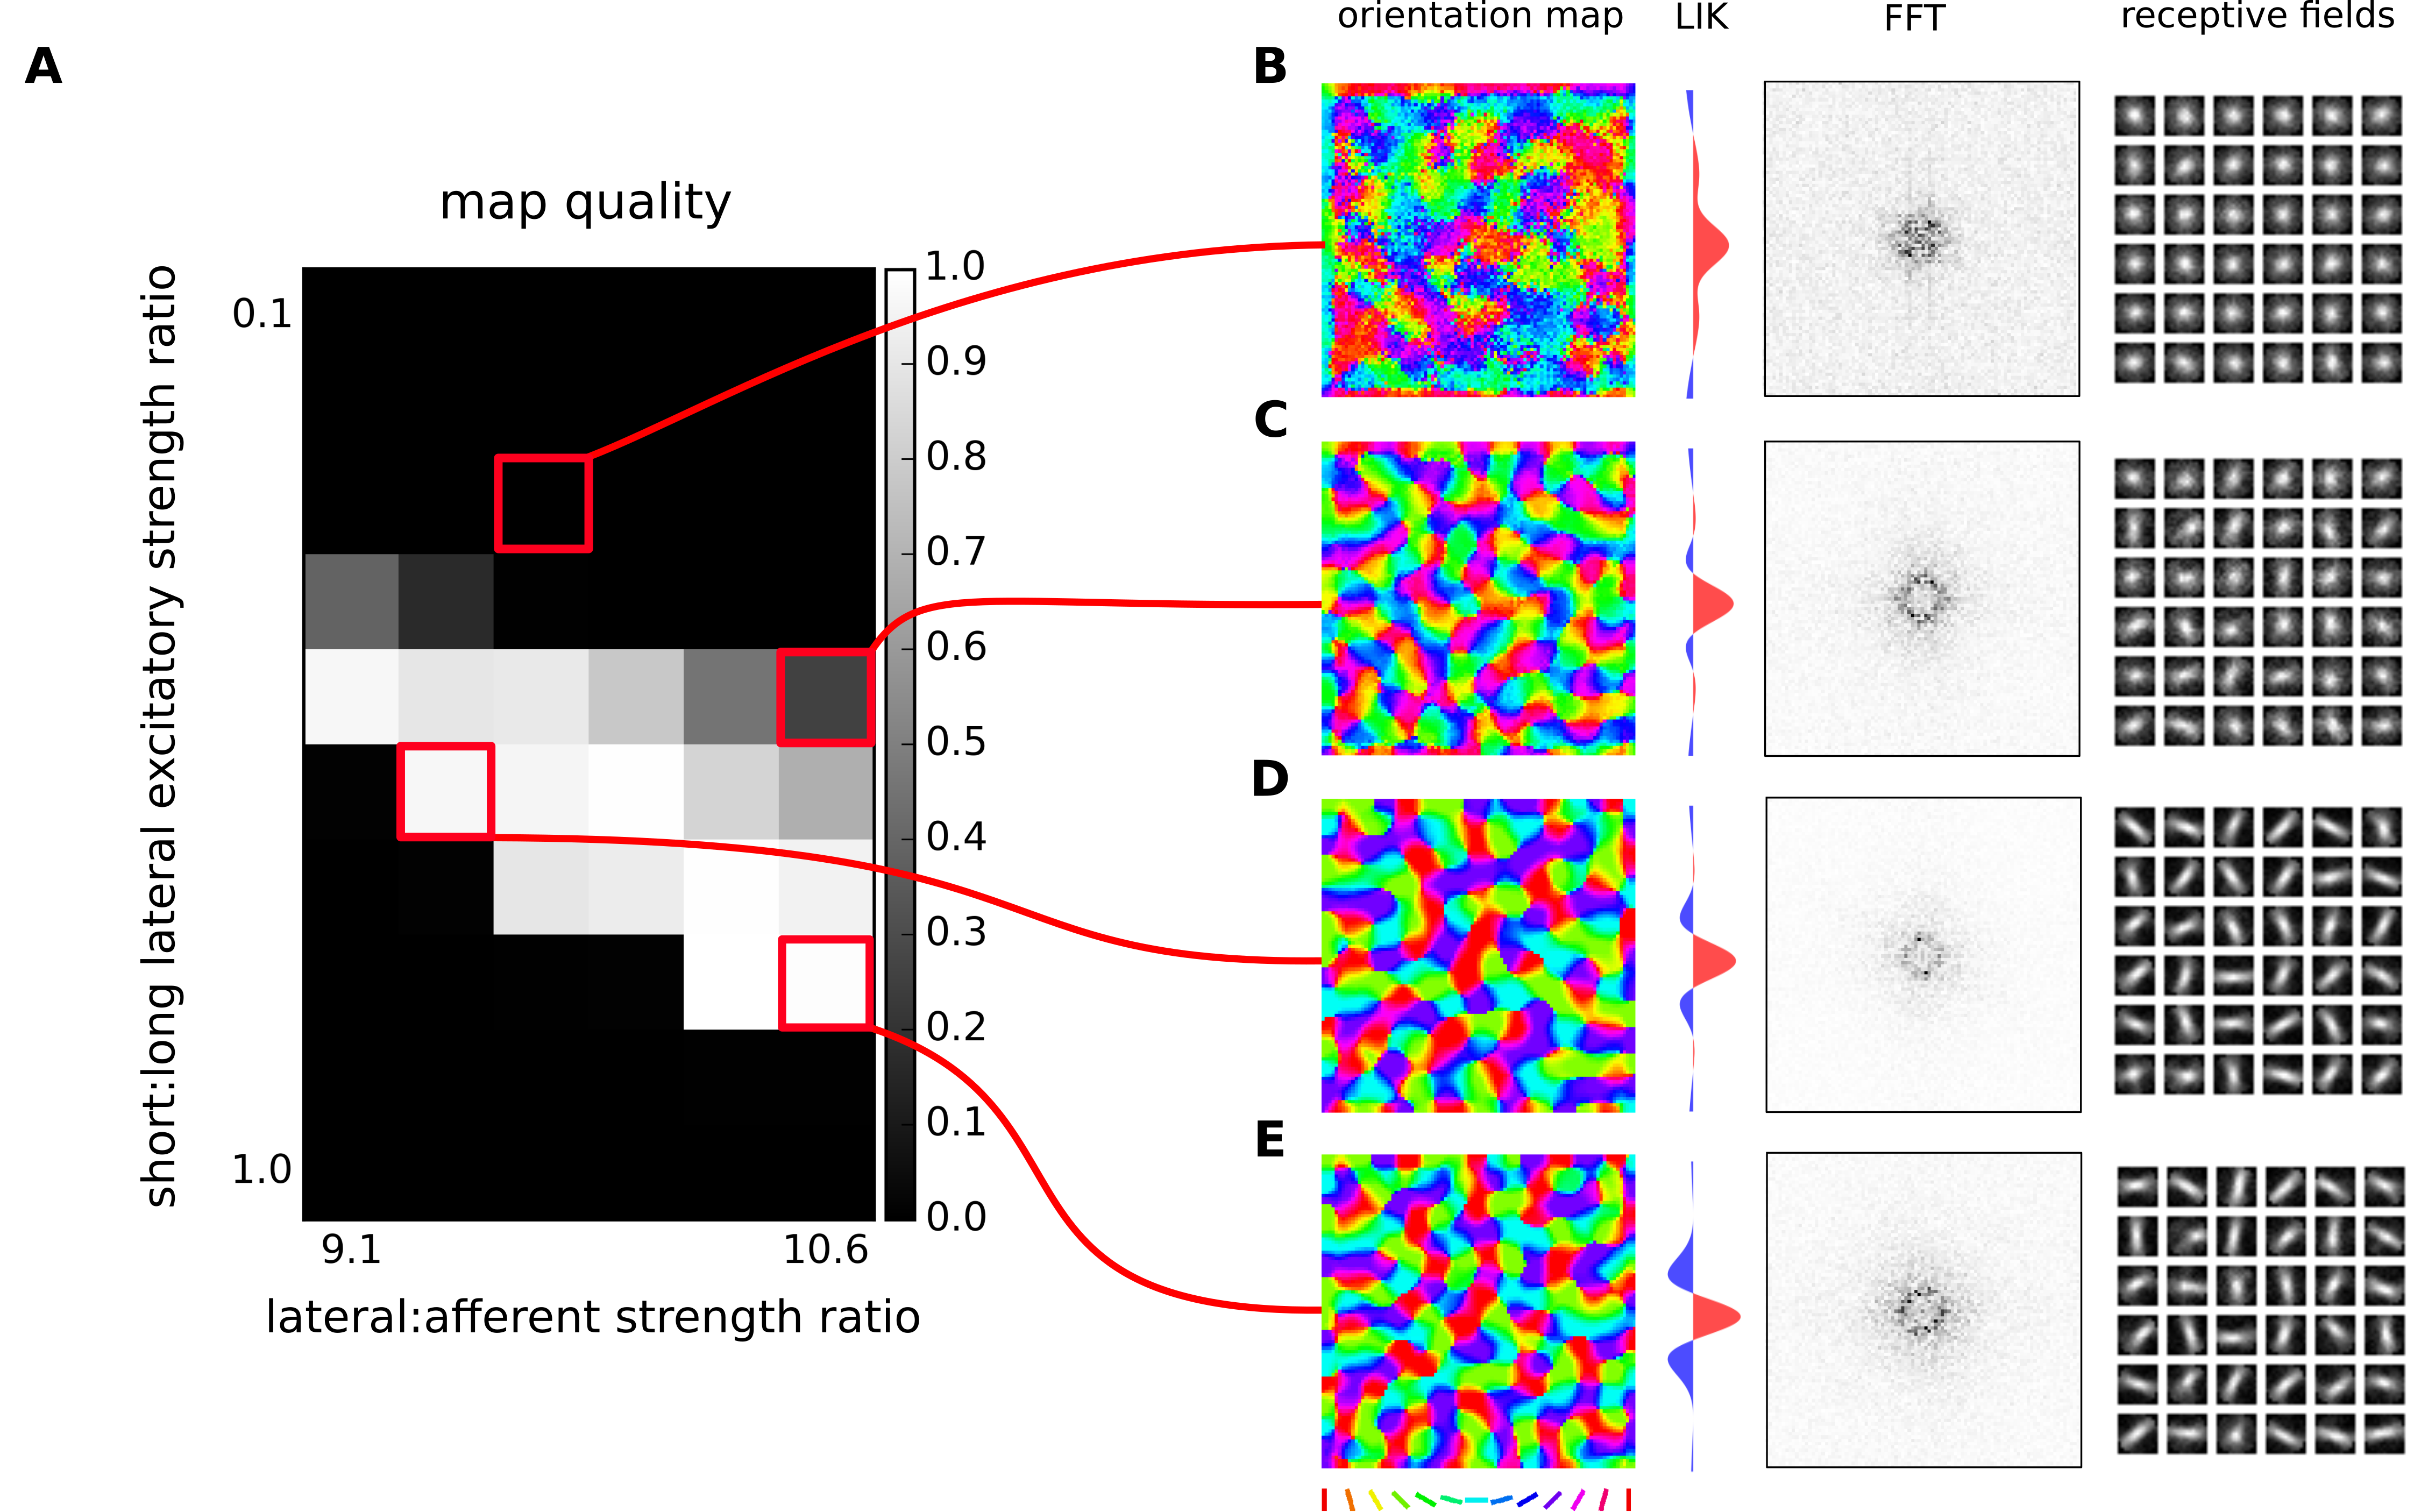 orientation map LIK FFT receptive fields
A
B
map quality
short:long lateral excitatory strength ratio
0.1
1.0
1.0
0.9
0.8
0.7
0.6
0.5
0.4
0.3
0.2
0.1
0.0
9.1 10.6
lateral:afferent strength ratio
C
D
E